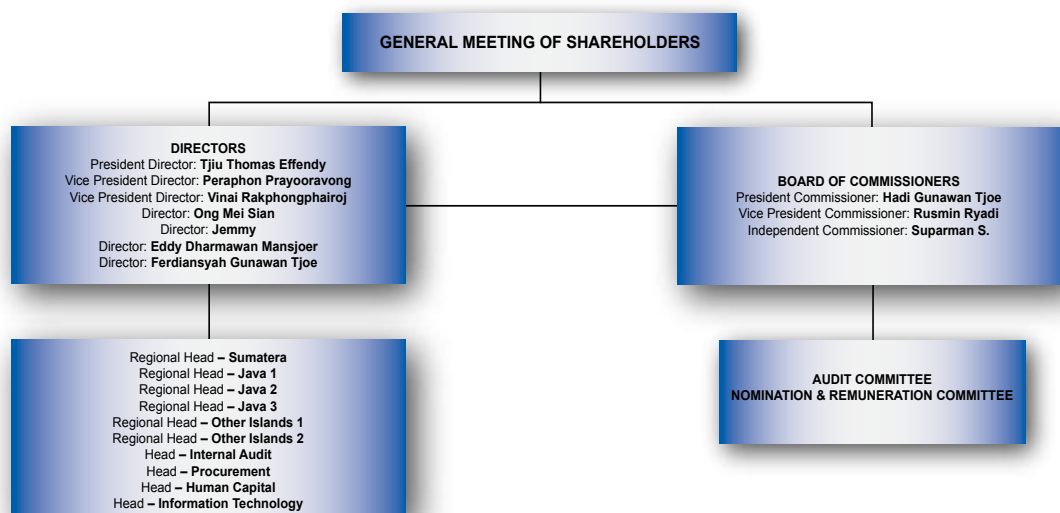 GENERAL MEETING OF SHAREHOLDERS
DIRECTORS
President Director: Tjiu Thomas Effendy
Vice President Director: Peraphon Prayooravong
Vice President Director: Vinai Rakphongphairoj
Director: Ong Mei Sian
Director: Jemmy
Director: Eddy Dharmawan Mansjoer
Director: Ferdiansyah Gunawan Tjoe
BOARD OF COMMISSIONERS
President Commissioner: Hadi Gunawan Tjoe
Vice President Commissioner: Rusmin Ryadi
Independent Commissioner: Suparman S.
Regional Head – Sumatera
Regional Head – Java 1
Regional Head – Java 2
Regional Head – Java 3
Regional Head – Other Islands 1
Regional Head – Other Islands 2
Head – Internal Audit
Head – Procurement
Head – Human Capital
Head – Information Technology
AUDIT COMMITTEE
NOMINATION & REMUNERATION COMMITTEE